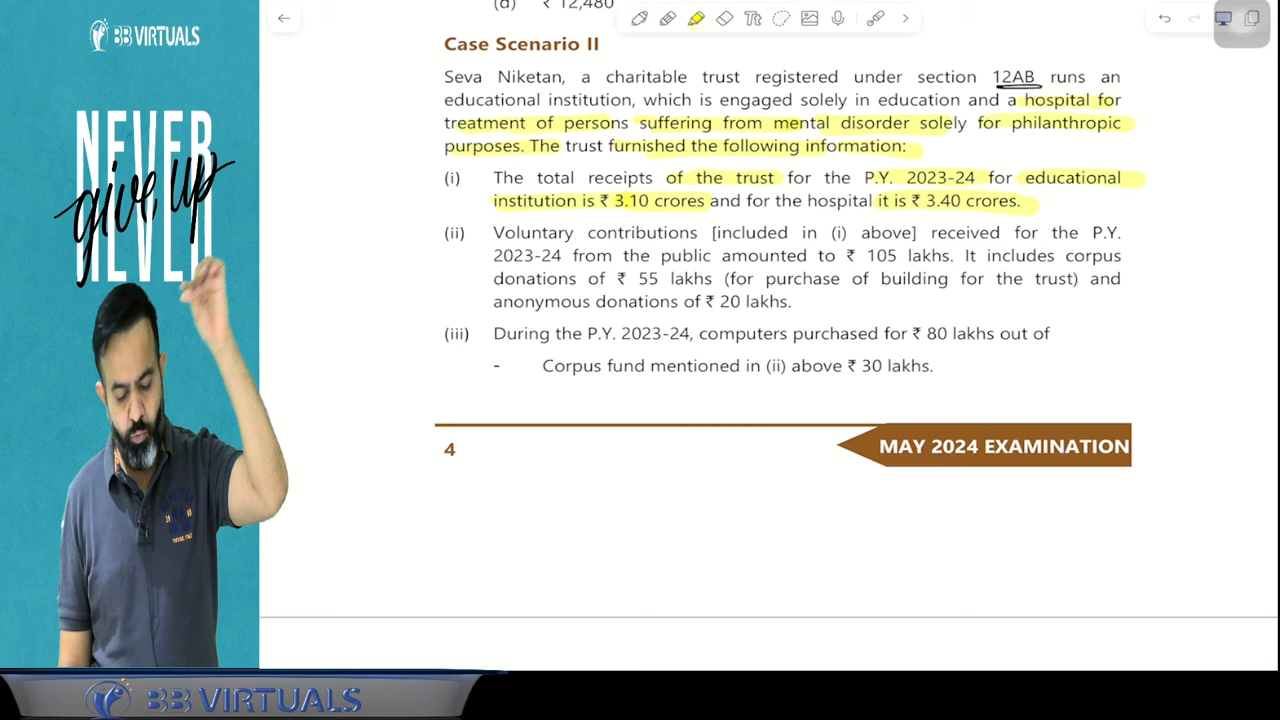 (d) ₹ 12,480
BB VIRTUALS
NEVER
give up
NEVER
Case Scenario II
Seva Niketan, a charitable trust registered under section 12AB runs an
educational institution, which is engaged solely in education and a hospital for
treatment of persons suffering from mental disorder solely for philanthropic
purposes. The trust furnished the following information:
(i) The total receipts of the trust for the P.Y. 2023-24 for educational
institution is ₹ 3.10 crores and for the hospital it is ₹ 3.40 crores.
(ii) Voluntary contributions [included in (i) above] received for the P.Y.
2023-24 from the public amounted to ₹ 105 lakhs. It includes corpus
donations of ₹ 55 lakhs (for purchase of building for the trust) and
anonymous donations of ₹ 20 lakhs.
(iii) During the P.Y. 2023-24, computers purchased for ₹ 80 lakhs out of
- Corpus fund mentioned in (ii) above ₹ 30 lakhs.
4
MAY 2024 EXAMINATION
BB VIRTUALS